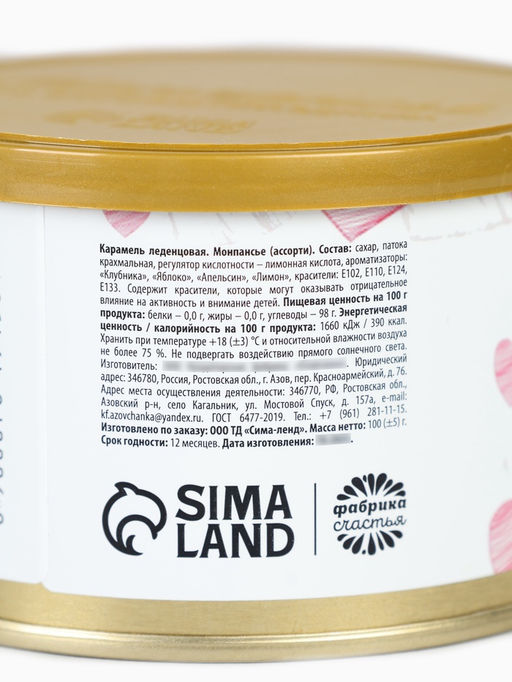 Карамель леденцовая. Монпансье (ассорти). Состав: сахар, патока
крахмальная, регулятор кислотности – лимонная кислота, ароматизаторы:
«Клубника», «Яблоко», «Апельсин», «Лимон», красители: E102, E110, E124,
E133. Содержит красители, которые могут оказывать отрицательное
влияние на активность и внимание детей. Пищевая ценность на 100 г
продукта: белки – 0,0 г, жиры – 0,0 г, углеводы – 98 г. Энергетическая
ценность / калорийность на 100 г продукта: 1660 кДж / 390 ккал.
Хранить при температуре +18 (±3) °C и относительной влажности воздуха
не более 75 %. Не подвергать воздействию прямого солнечного света.
Изготовитель: . Юридический
адрес: 346780, Россия, Ростовская обл., г. Азов, пер. Красноармейский, д. 76.
Адрес места осуществления деятельности: 346770, РФ, Ростовская обл.,
Азовский р-н, село Кагальник, ул. Мостовой Спуск, д. 157а, e-mail:
kf.azovchanka@yandex.ru. ГОСТ 6477-2019. Тел.: +7 (961) 281-11-15.
Изготовлено по заказу: ООО ТД «Сима-ленд». Масса нетто: 100 (±5) г.
Срок годности: 12 месяцев. Дата изготовления: .
SIMA
LAND
фабрика
счастья